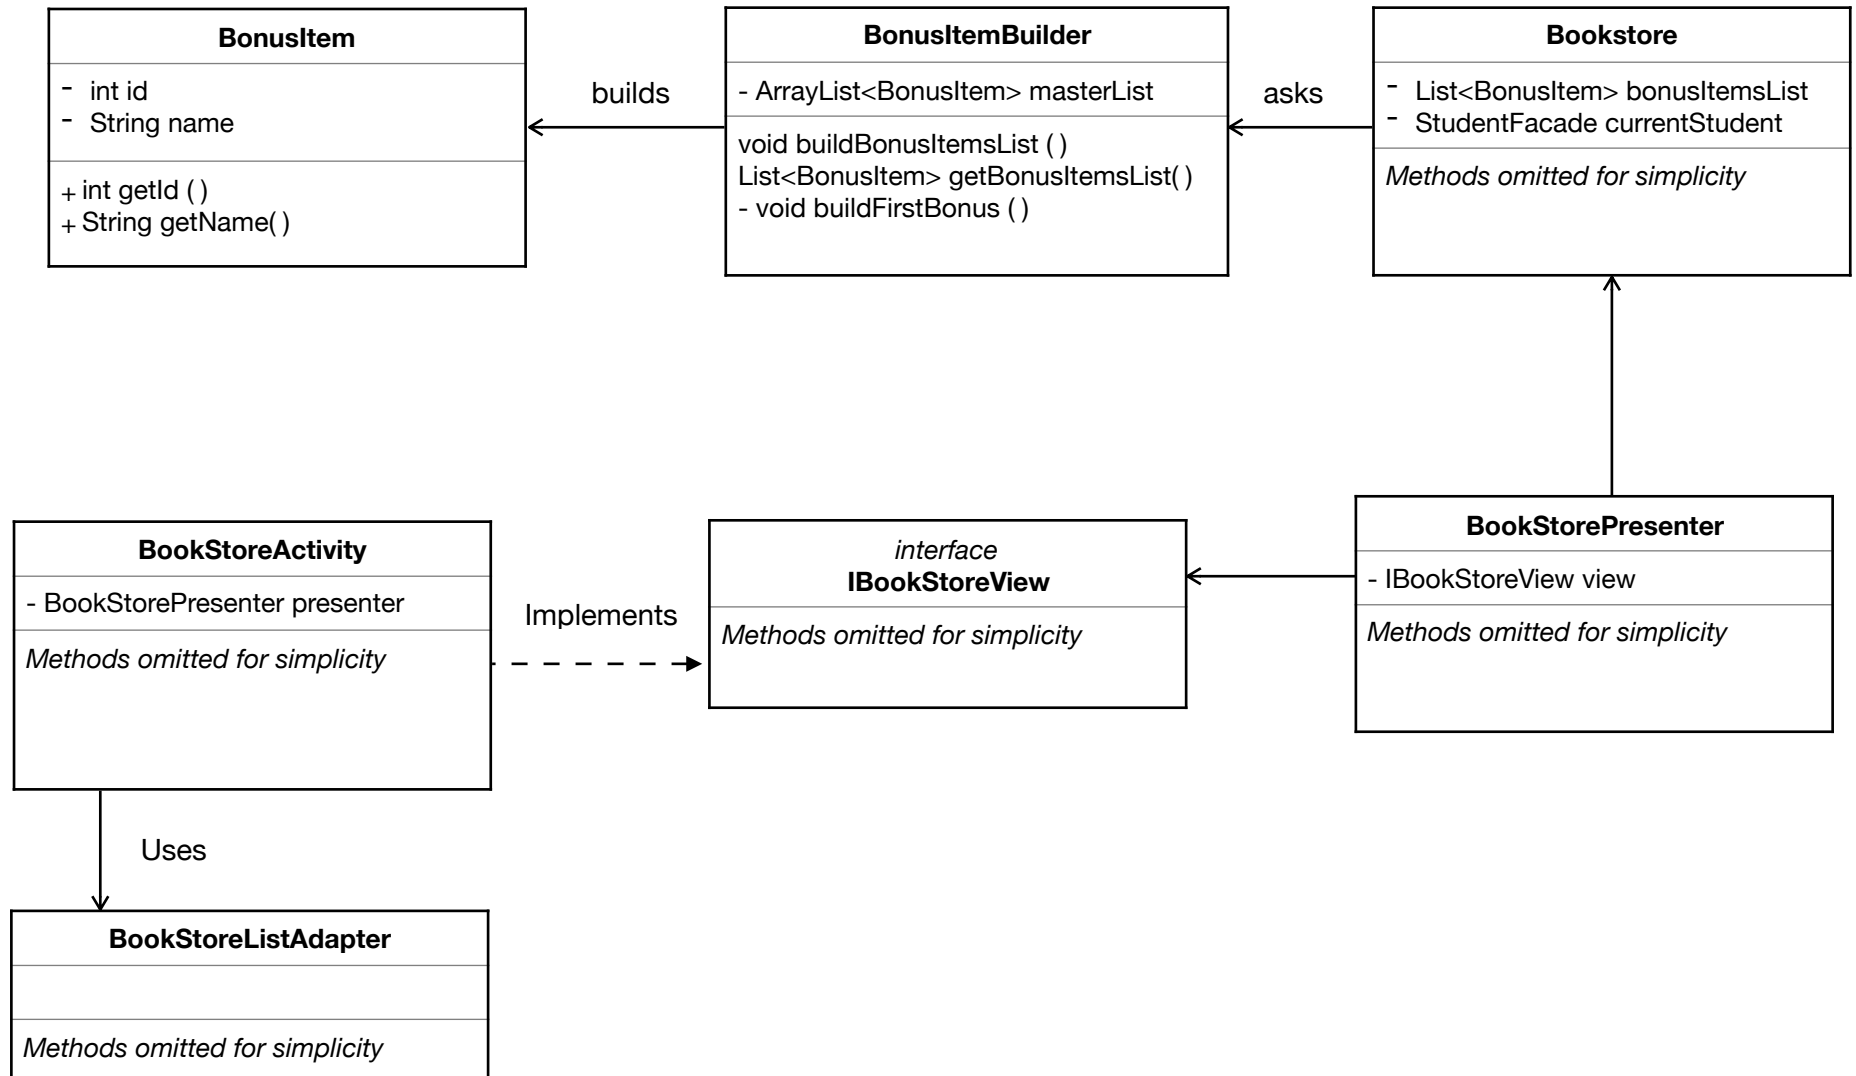 BonusItem
- int id
- String name
+ int getId ( )
+ String getName( )
builds
BonusItemBuilder
- ArrayList<BonusItem> masterList
void buildBonusItemsList ( )
List<BonusItem> getBonusItemsList( )
- void buildFirstBonus ( )
asks
Bookstore
- List<BonusItem> bonusItemsList
- StudentFacade currentStudent
Methods omitted for simplicity
BookStoreActivity
- BookStorePresenter presenter
Methods omitted for simplicity
Implements
interface
IBookStoreView
Methods omitted for simplicity
BookStorePresenter
- IBookStoreView view
Methods omitted for simplicity
Uses
BookStoreListAdapter
Methods omitted for simplicity